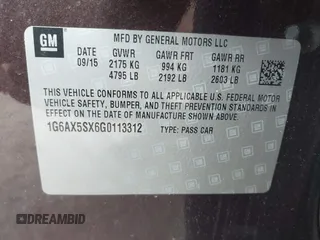 GM
MFD BY GENERAL MOTORS LLC
DATE GVWR GAWR FRT GAWR RR
09/15 2175 KG 994 KG 1181 KG
4795 LB 2192 LB 2603 LB
THIS VEHICLE CONFORMS TO ALL APPLICABLE U.S. FEDERAL MOTOR
VEHICLE SAFETY, BUMPER, AND THEFT PREVENTION STANDARDS
IN EFFECT ON THE DATE OF MANUFACTURE SHOWN ABOVE.
1G6AX5SX6G0113312 TYPE: PASS CAR
DREAMBID